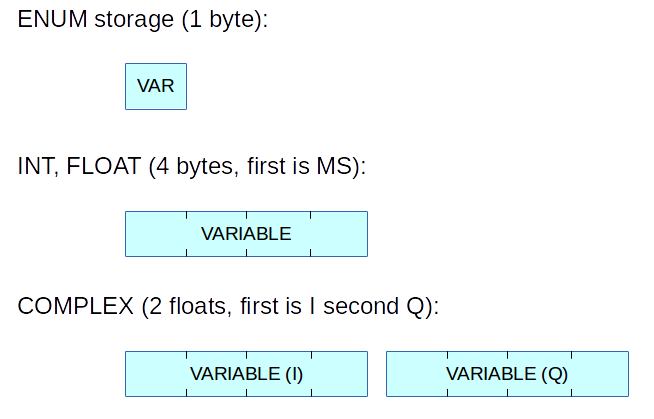 ENUM storage (1 byte):
VAR
INT, FLOAT (4 bytes, first is MS):
VARIABLE
COMPLEX (2 floats, first is I second Q):
VARIABLE (I) VARIABLE (Q)